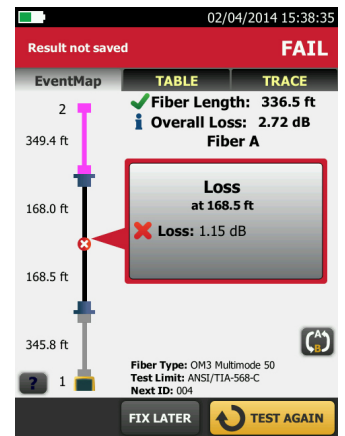 02/04/2014 15:38:35
Result not saved FAIL
EventMap TABLE TRACE
2
349.4 ft
168.0 ft
168.5 ft
345.8 ft
? 1
Fiber Length: 336.5 ft
i Overall Loss: 2.72 dB
Fiber A
Loss
at 168.5 ft
Loss: 1.15 dB
A
B
Fiber Type: OM3 Multimode 50
Test Limit: ANSI/TIA-568-C
Next ID: 004
FIX LATER TEST AGAIN